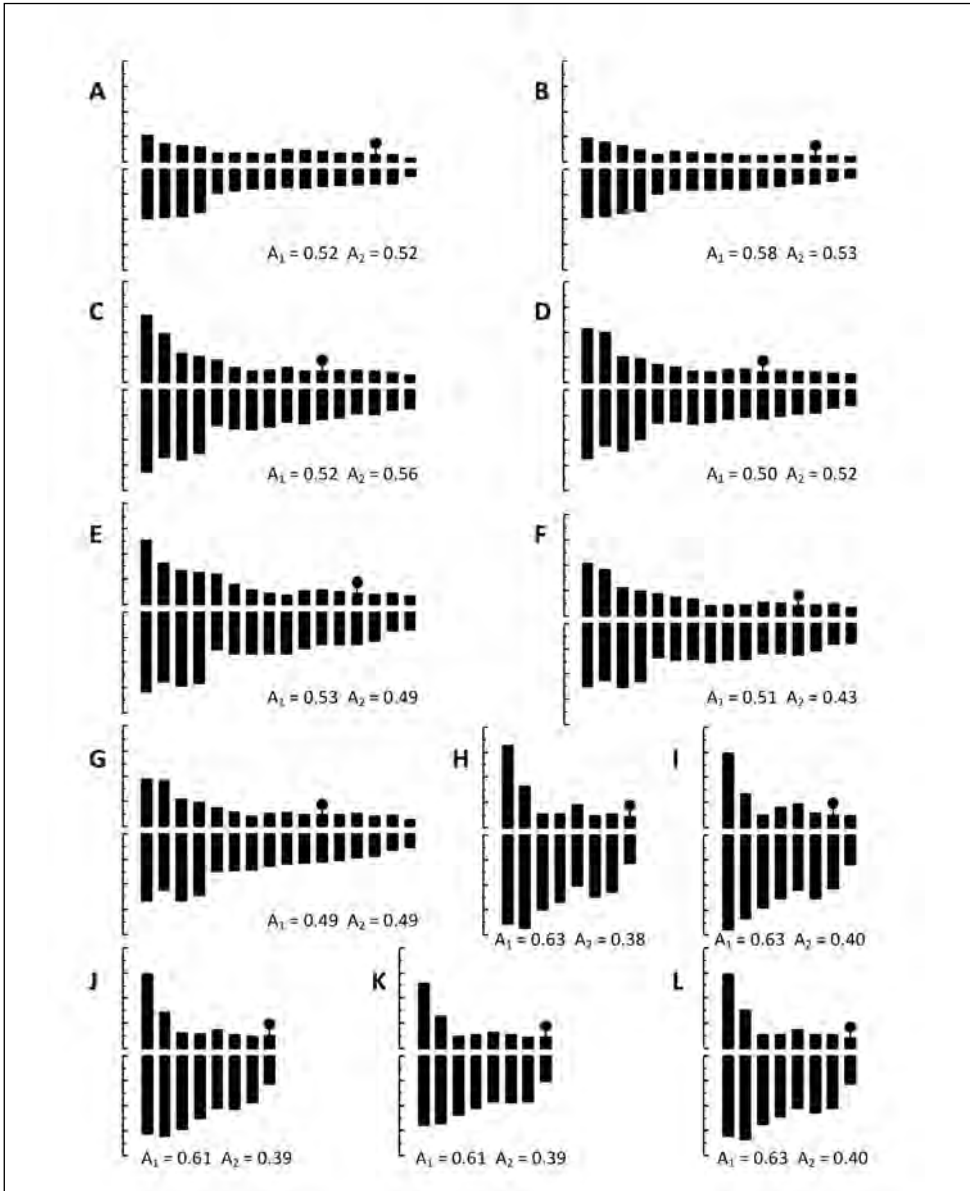 A B
A₁ = 0.52 A₂ = 0.52 A₁ = 0.58 A₂ = 0.53
C D
A₁ = 0.52 A₂ = 0.56 A₁ = 0.50 A₂ = 0.52
E F
A₁ = 0.53 A₂ = 0.49 A₁ = 0.51 A₂ = 0.43
G H I
A₁ = 0.49 A₂ = 0.49 A₁ = 0.63 A₂ = 0.38 A₁ = 0.63 A₂ = 0.40
J K L
A₁ = 0.61 A₂ = 0.39 A₁ = 0.61 A₂ = 0.39 A₁ = 0.63 A₂ = 0.40